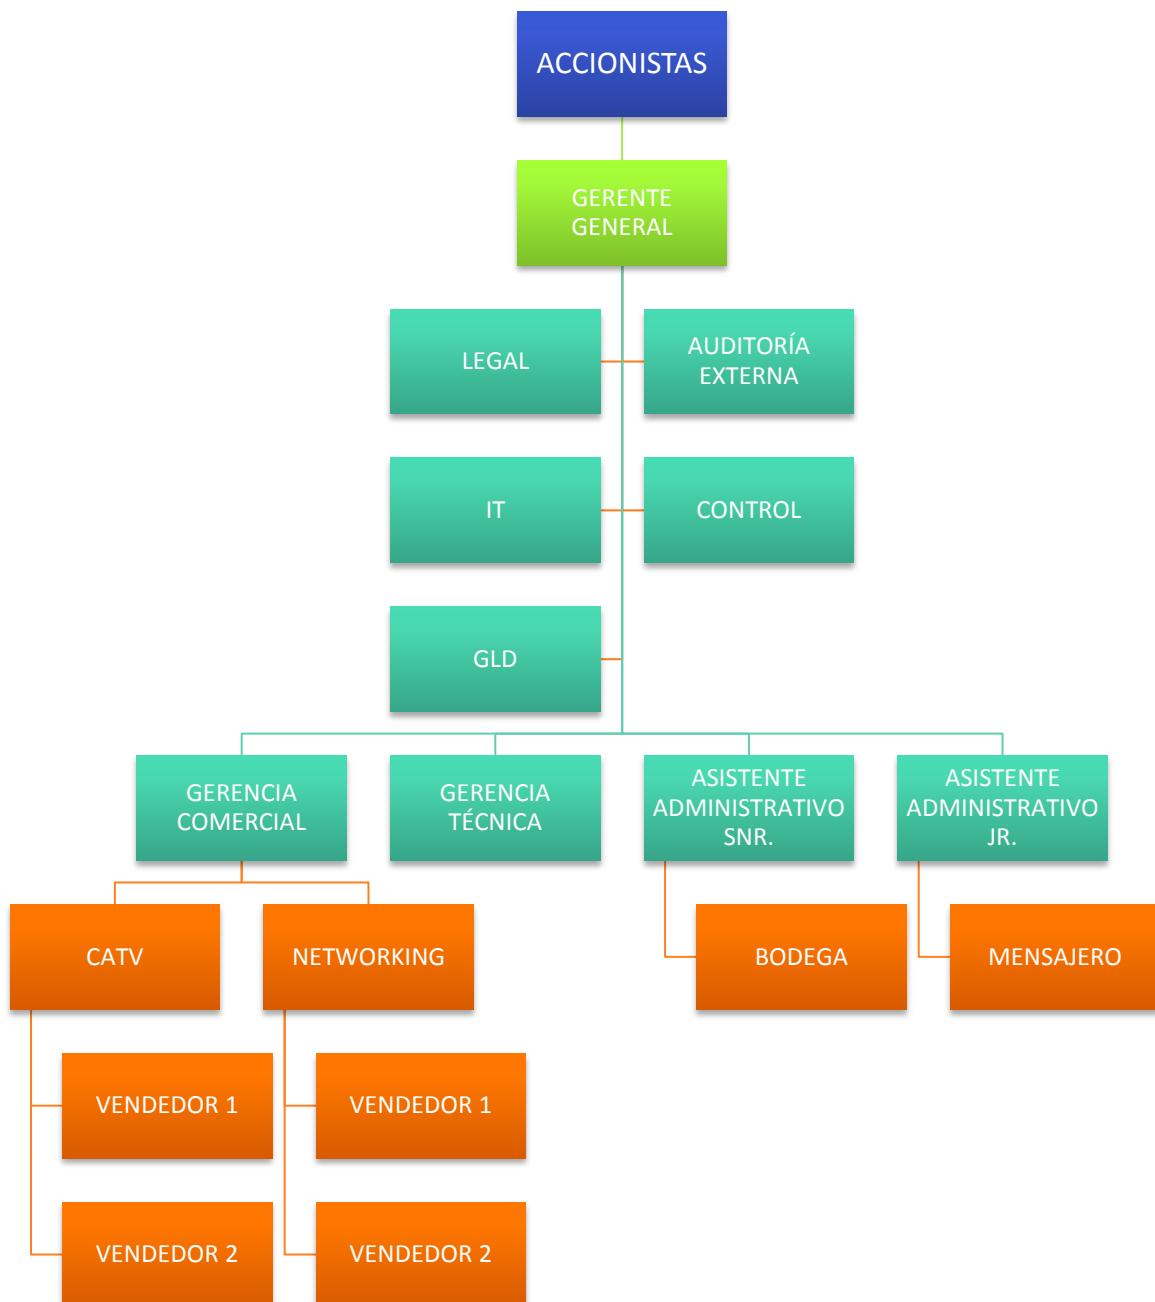 ACCIONISTAS
GERENTE
GENERAL
LEGAL
AUDITORÍA
EXTERNA
IT
CONTROL
GLD
GERENCIA
COMERCIAL
GERENCIA
TÉCNICA
ASISTENTE
ADMINISTRATIVO
SNR.
ASISTENTE
ADMINISTRATIVO
JR.
CATV
NETWORKING
BODEGA
MENSAJERO
VENDEDOR 1
VENDEDOR 1
VENDEDOR 2
VENDEDOR 2